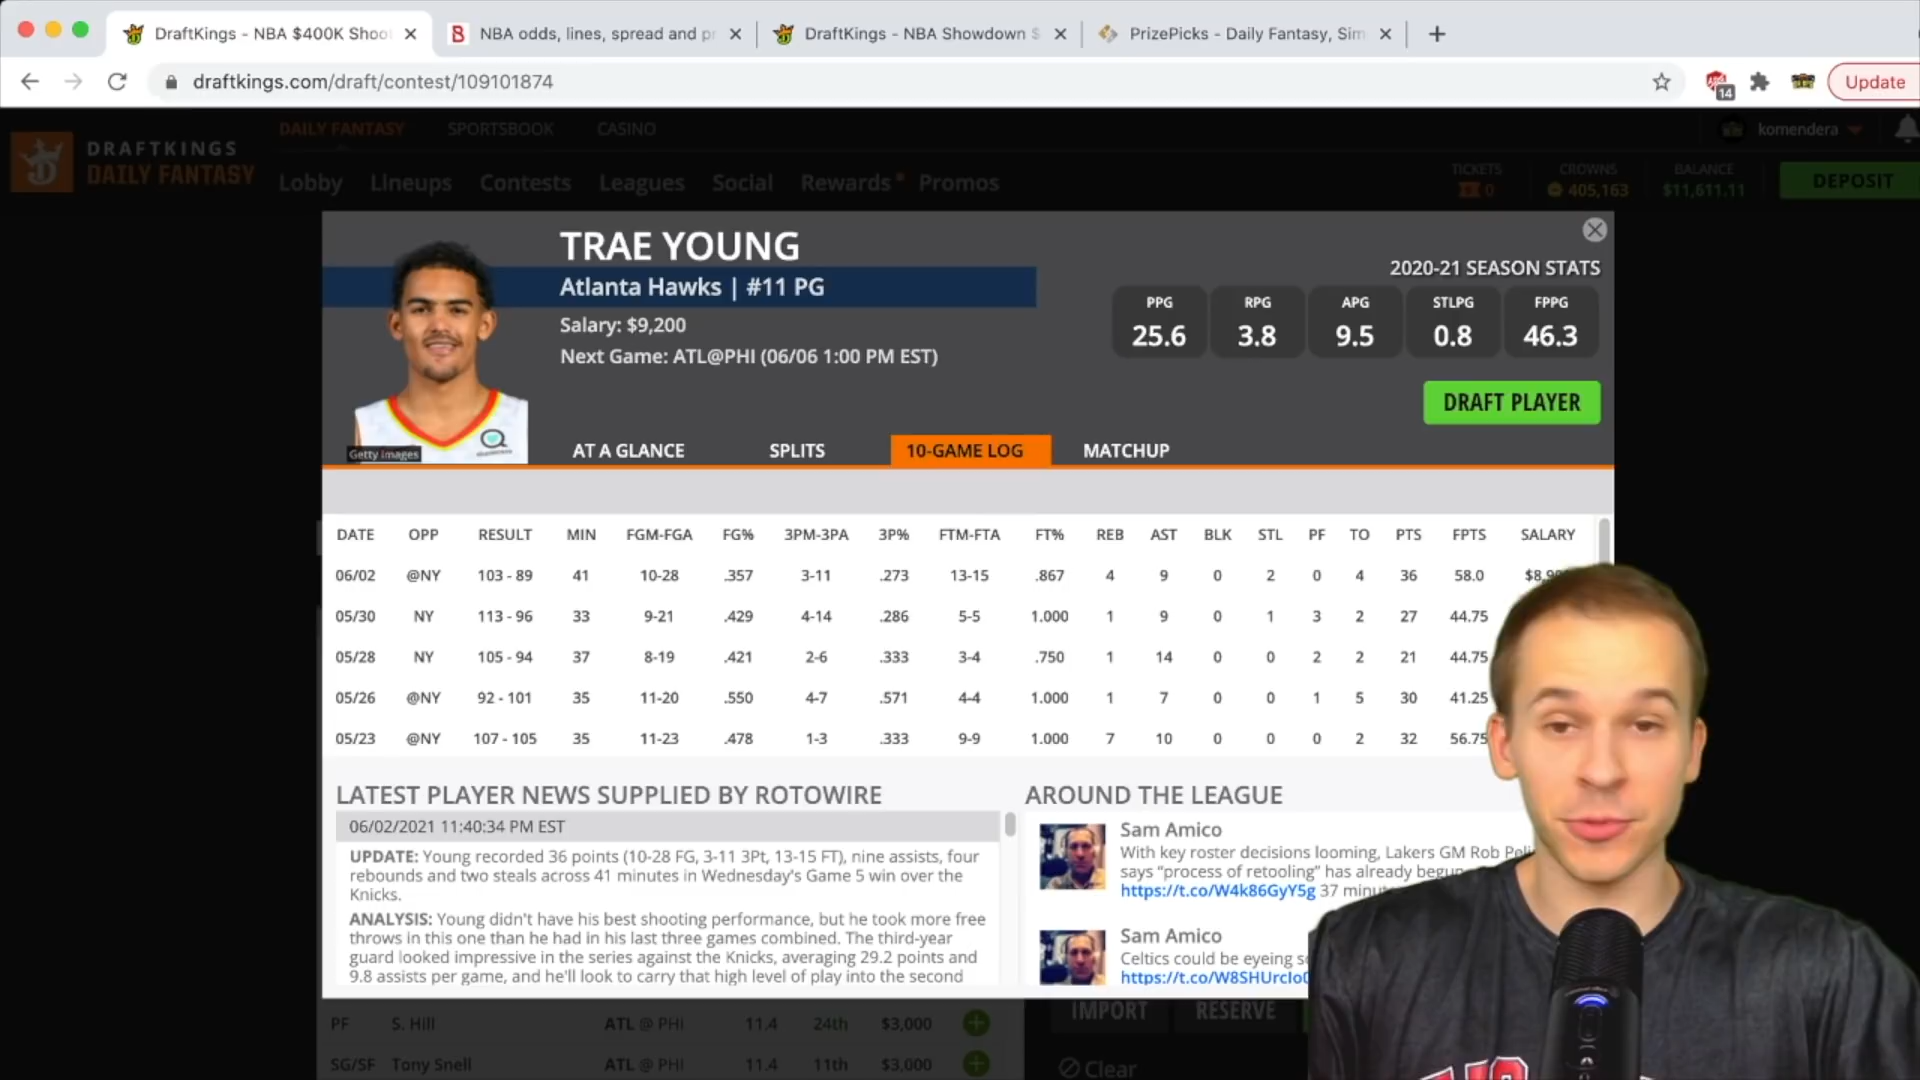 DraftKings - NBA $400K Shoo
NBA odds, lines, spread and p
DraftKings - NBA Showdown $
PrizePicks - Daily Fantasy, Sim
draftkings.com/draft/contest/109101874
14
Update
DRAFTKINGS
DAILY FANTASY
DAILY FANTASY SPORTSBOOK CASINO
komendera
Lobby Lineups Contests Leagues Social Rewards Promos
TICKETS
0
CROWNS
405,163
BALANCE
$11,611.11
DEPOSIT
TRAE YOUNG
Atlanta Hawks | #11 PG
Salary: $9,200
Next Game: ATL@PHI (06/06 1:00 PM EST)
Getty Images
2020-21 SEASON STATS
PPG RPG APG STLPG FPPG
25.6 3.8 9.5 0.8 46.3
DRAFT PLAYER
AT A GLANCE SPLITS 10-GAME LOG MATCHUP
DATE OPP RESULT MIN FGM-FGA FG% 3PM-3PA 3P% FTM-FTA FT% REB AST BLK STL PF TO PTS FPTS SALARY
06/02 @NY 103 - 89 41 10-28 .357 3-11 .273 13-15 .867 4 9 0 2 0 4 36 58.0 $8,90
05/30 NY 113 - 96 33 9-21 .429 4-14 .286 5-5 1.000 1 9 0 1 3 2 27 44.75
05/28 NY 105 - 94 37 8-19 .421 2-6 .333 3-4 .750 1 14 0 0 2 2 21 44.75
05/26 @NY 92 - 101 35 11-20 .550 4-7 .571 4-4 1.000 1 7 0 0 1 5 30 41.25
05/23 @NY 107 - 105 35 11-23 .478 1-3 .333 9-9 1.000 7 10 0 0 0 2 32 56.75
LATEST PLAYER NEWS SUPPLIED BY ROTOWIRE
06/02/2021 11:40:34 PM EST
UPDATE: Young recorded 36 points (10-28 FG, 3-11 3Pt, 13-15 FT), nine assists, four
rebounds and two steals across 41 minutes in Wednesday's Game 5 win over the
Knicks.
ANALYSIS: Young didn't have his best shooting performance, but he took more free
throws in this one than he had in his last three games combined. The third-year
guard looked impressive in the series against the Knicks, averaging 29.2 points and
9.8 assists per game, and he'll look to carry that high level of play into the second
AROUND THE LEAGUE
Sam Amico
With key roster decisions looming, Lakers GM Rob Peli
says "process of retooling" has already begun
https://t.co/W4k86GyY5g 37 minut
Sam Amico
Celtics could be eyeing s
https://t.co/W8SHUrclo
PF S. Hill ATL @ PHI 11.4 24th $3,000
SG/SF Tony Snell ATL @ PHI 11.4 11th $3,000
IMPORT RESERVE
Clear